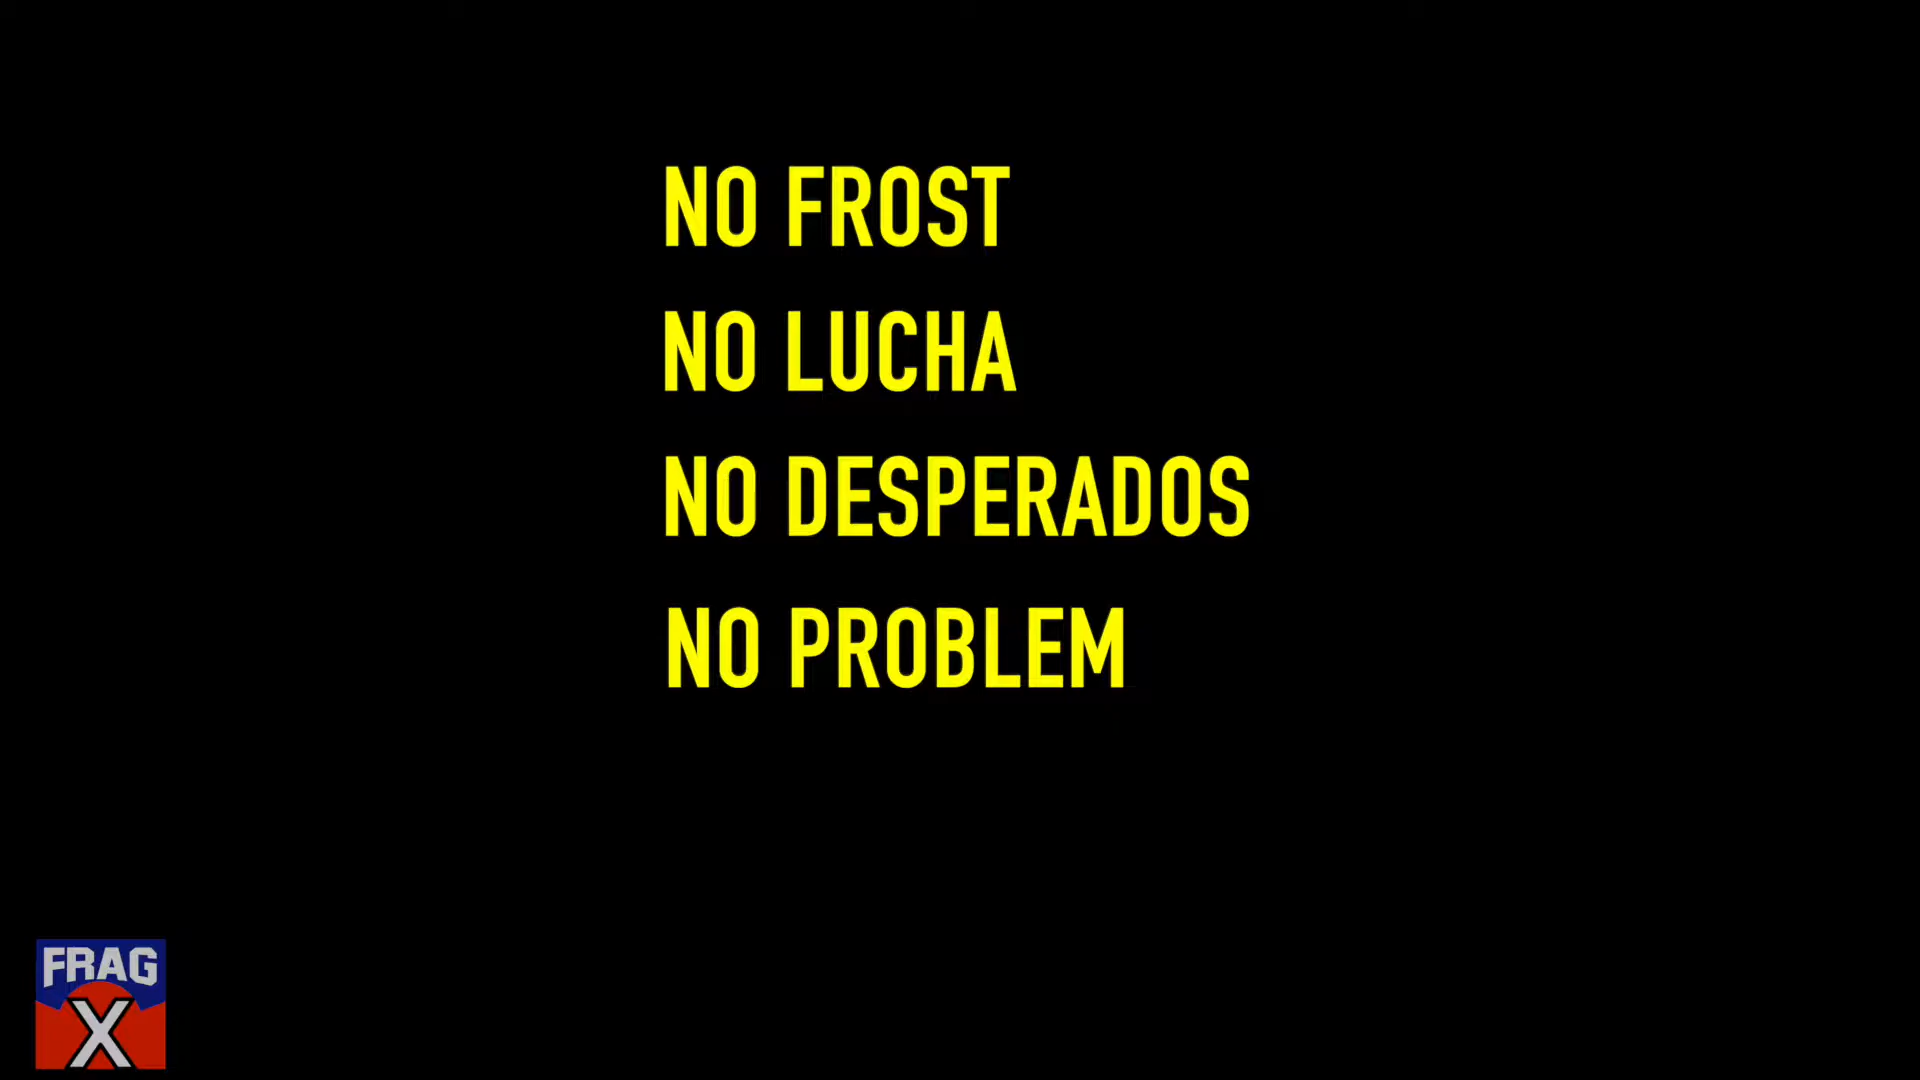 NO FROST
NO LUCHA
NO DESPERADOS
NO PROBLEM
FRAG
X